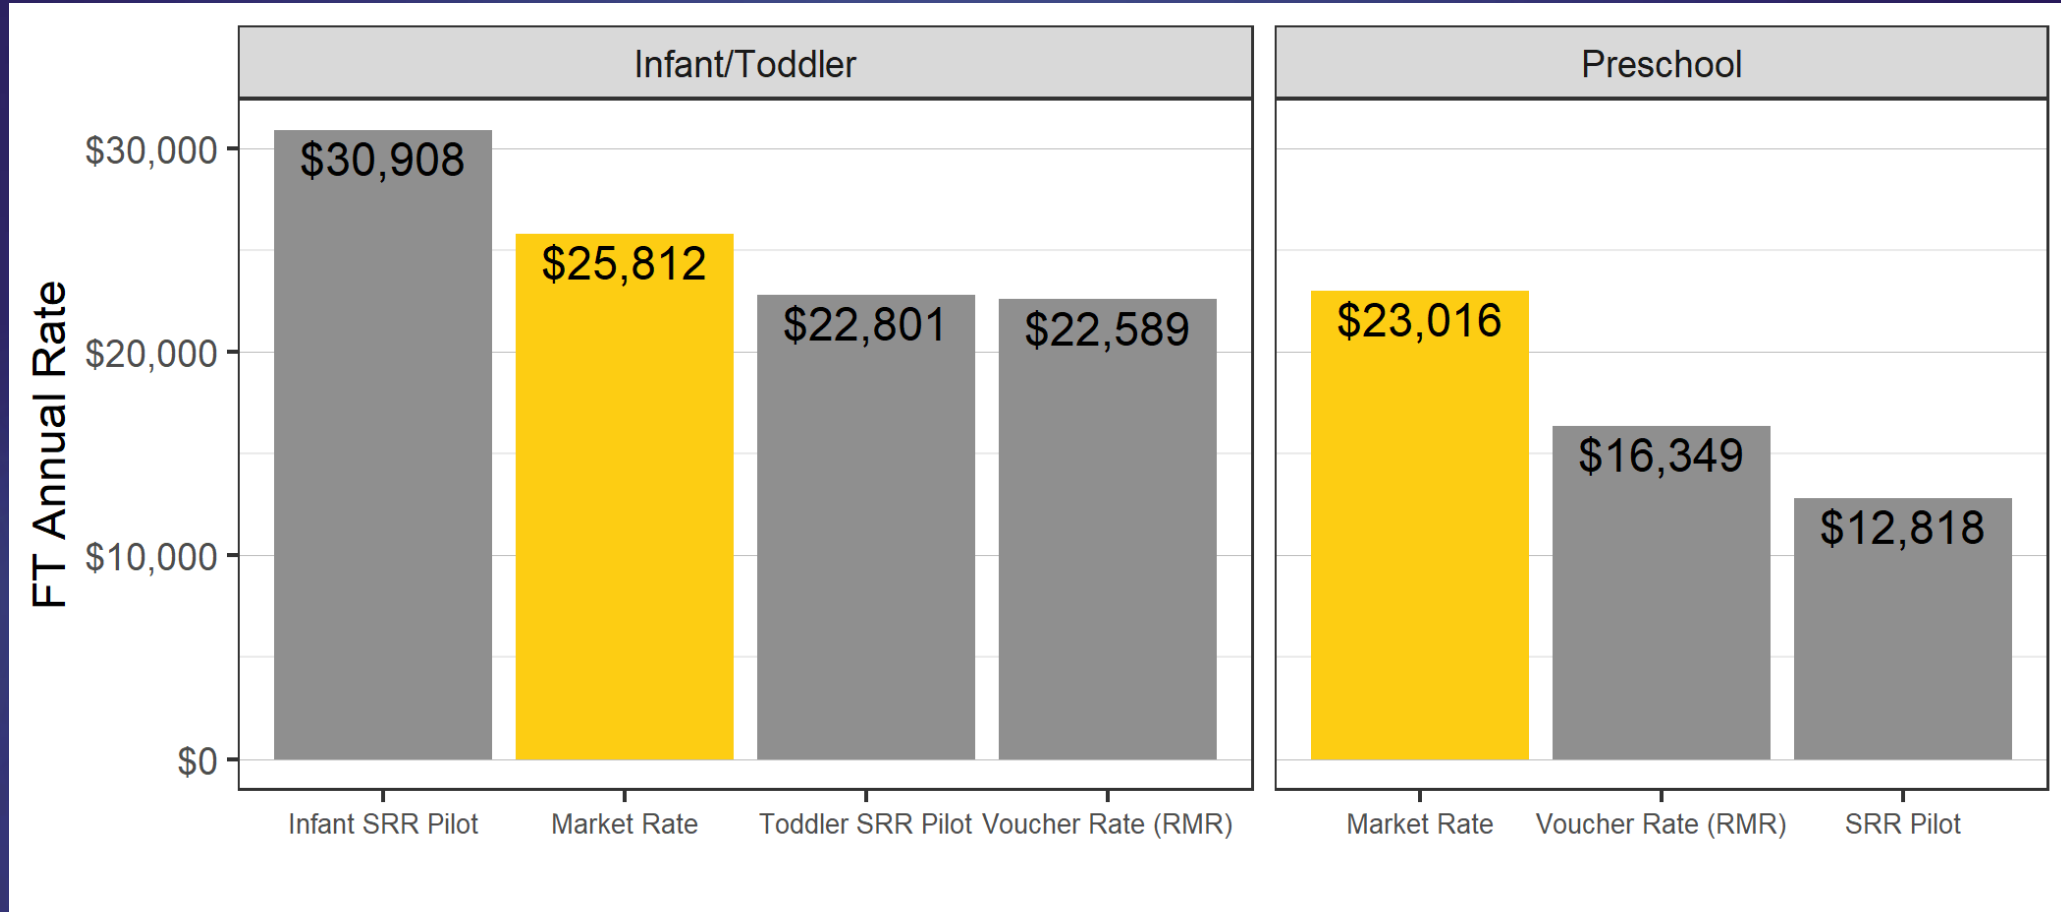 Infant/Toddler
Preschool
FT Annual Rate
$30,000
$20,000
$10,000
$0
$30,908
$25,812
$22,801
$22,589
$23,016
$16,349
$12,818
Infant SRR Pilot
Market Rate
Toddler SRR Pilot
Voucher Rate (RMR)
Market Rate
Voucher Rate (RMR)
SRR Pilot